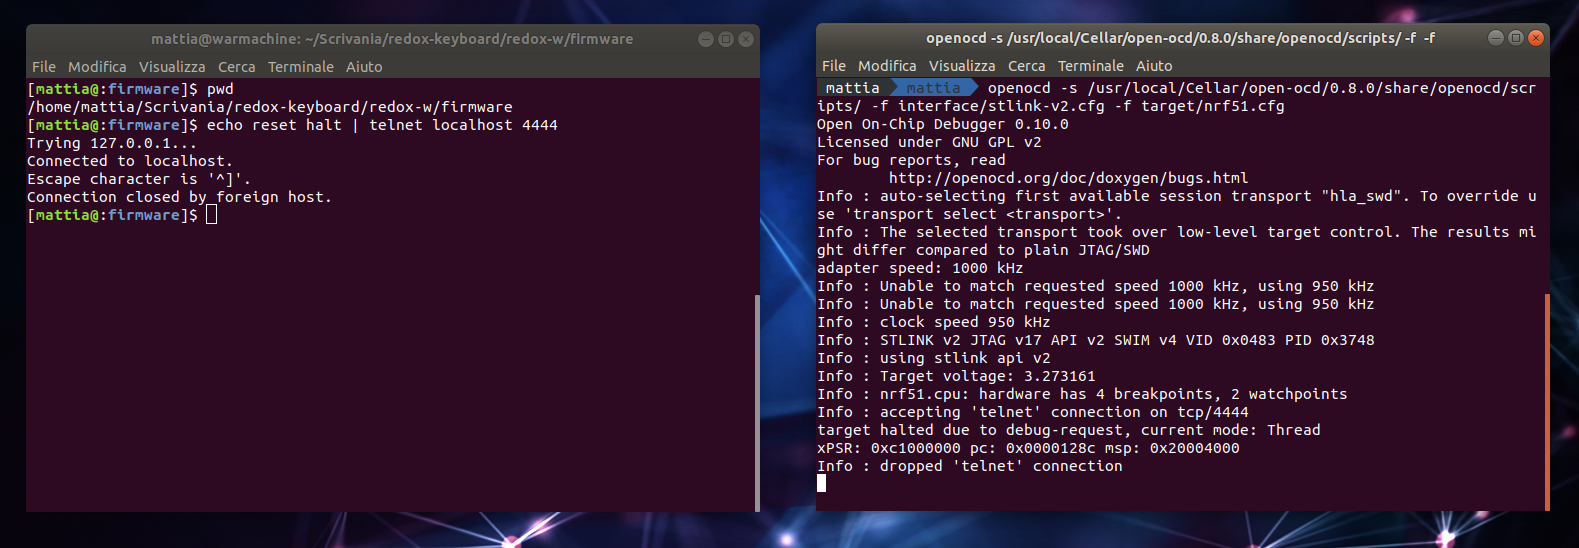 mattia@warmachine: ~/Scrivania/redox-keyboard/redox-w/firmware
File Modifica Visualizza Cerca Terminale Aiuto
[mattia@:firmware]$ pwd
/home/mattia/Scrivania/redox-keyboard/redox-w/firmware
[mattia@:firmware]$ echo reset halt | telnet localhost 4444
Trying 127.0.0.1...
Connected to localhost.
Escape character is '^]'.
Connection closed by foreign host.
[mattia@:firmware]$
openocd -s /usr/local/Cellar/open-ocd/0.8.0/share/openocd/scripts/ -f -f
File Modifica Visualizza Cerca Terminale Aiuto
mattia mattia openocd -s /usr/local/Cellar/open-ocd/0.8.0/share/openocd/scr
ipts/ -f interface/stlink-v2.cfg -f target/nrf51.cfg
Open On-Chip Debugger 0.10.0
Licensed under GNU GPL v2
For bug reports, read
http://openocd.org/doc/doxygen/bugs.html
Info : auto-selecting first available session transport "hla_swd". To override u
se 'transport select <transport>'.
Info : The selected transport took over low-level target control. The results mi
ght differ compared to plain JTAG/SWD
adapter speed: 1000 kHz
Info : Unable to match requested speed 1000 kHz, using 950 kHz
Info : Unable to match requested speed 1000 kHz, using 950 kHz
Info : clock speed 950 kHz
Info : STLINK v2 JTAG v17 API v2 SWIM v4 VID 0x0483 PID 0x3748
Info : using stlink api v2
Info : Target voltage: 3.273161
Info : nrf51.cpu: hardware has 4 breakpoints, 2 watchpoints
Info : accepting 'telnet' connection on tcp/4444
target halted due to debug-request, current mode: Thread
xPSR: 0xc1000000 pc: 0x0000128c msp: 0x20004000
Info : dropped 'telnet' connection